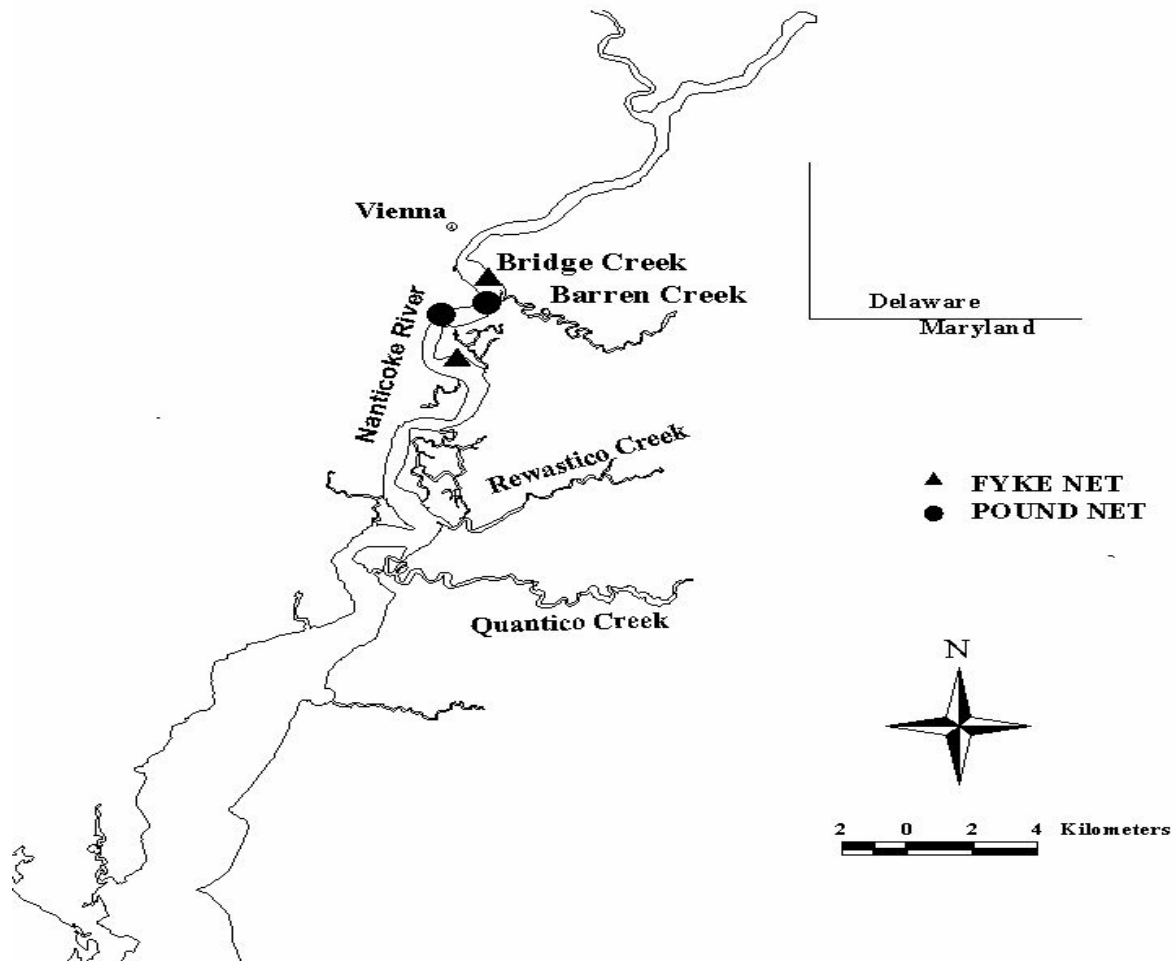 Vienna
Bridge Creek
Barren Creek
Delaware
Maryland
Nanticoke River
Rewastico Creek
FYKE NET
POUND NET
Quantico Creek
N
2 0 2 4 Kilometers